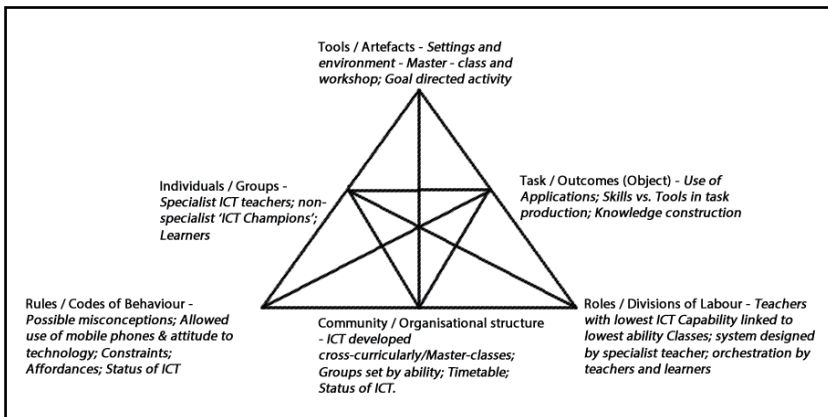 Tools / Artefacts - Settings and
environment - Master - class and
workshop; Goal directed activity
Individuals / Groups -
Specialist ICT teachers; non-
specialist ‘ICT Champions’;
Learners
Task / Outcomes (Object) - Use of
Applications; Skills vs. Tools in task
production; Knowledge construction
Rules / Codes of Behaviour -
Possible misconceptions; Allowed
use of mobile phones & attitude to
technology; Constraints;
Affordances; Status of ICT
Community / Organisational structure
- ICT developed
cross-curricularly/Master-classes;
Groups set by ability; Timetable;
Status of ICT.
Roles / Divisions of Labour - Teachers
with lowest ICT Capability linked to
lowest ability Classes; system designed
by specialist teacher; orchestration by
teachers and learners